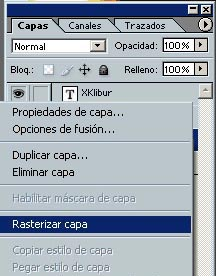 Capas Canales Trazados
Normal Opacidad: 100%
Bloq.: Relleno: 100%
T XKlibur
Propiedades de capa...
Opciones de fusión...
Duplicar capa...
Eliminar capa
Habilitar máscara de capa
Rasterizar capa
Copiar estilo de capa
Pegar estilo de capa